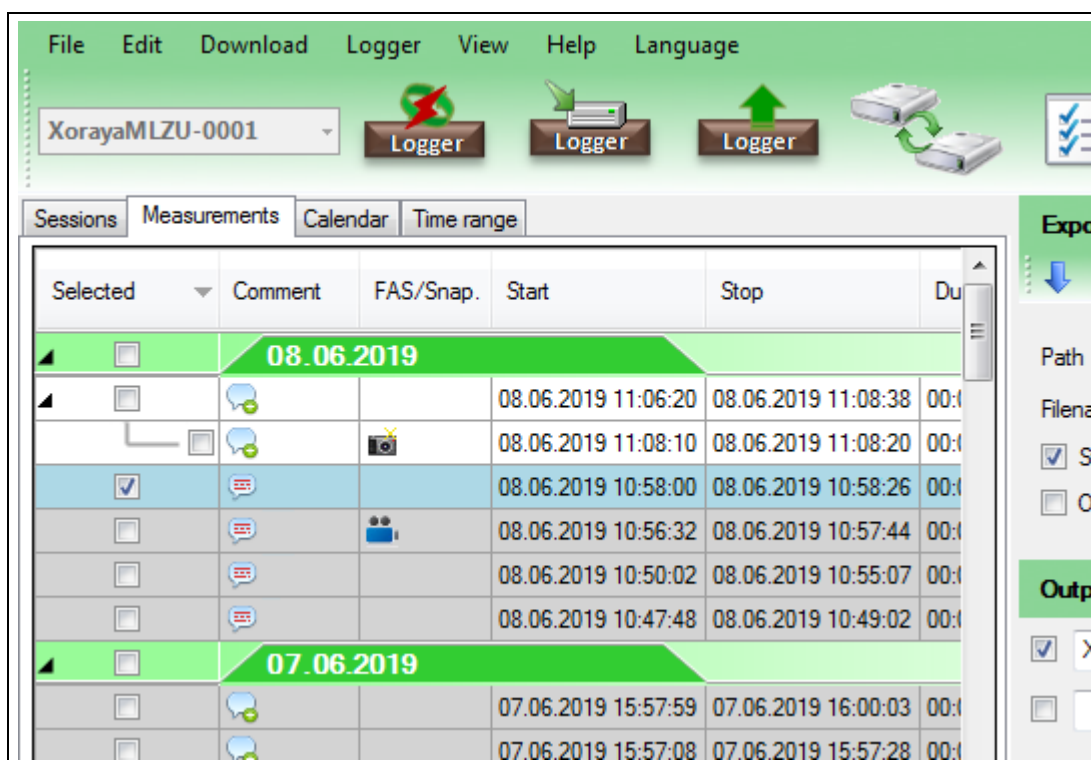 File Edit Download Logger View Help Language
XorayaMLZU-0001 Logger Logger Logger
Sessions Measurements Calendar Time range
Selected Comment FAS/Snap. Start Stop
08.06.2019
08.06.2019 11:06:20 08.06.2019 11:08:38
08.06.2019 11:08:10 08.06.2019 11:08:20
08.06.2019 10:58:00 08.06.2019 10:58:26
08.06.2019 10:56:32 08.06.2019 10:57:44
08.06.2019 10:50:02 08.06.2019 10:55:07
08.06.2019 10:47:48 08.06.2019 10:49:02
07.06.2019
07.06.2019 15:57:59 07.06.2019 16:00:03
07.06.2019 15:57:08 07.06.2019 15:57:28
Path